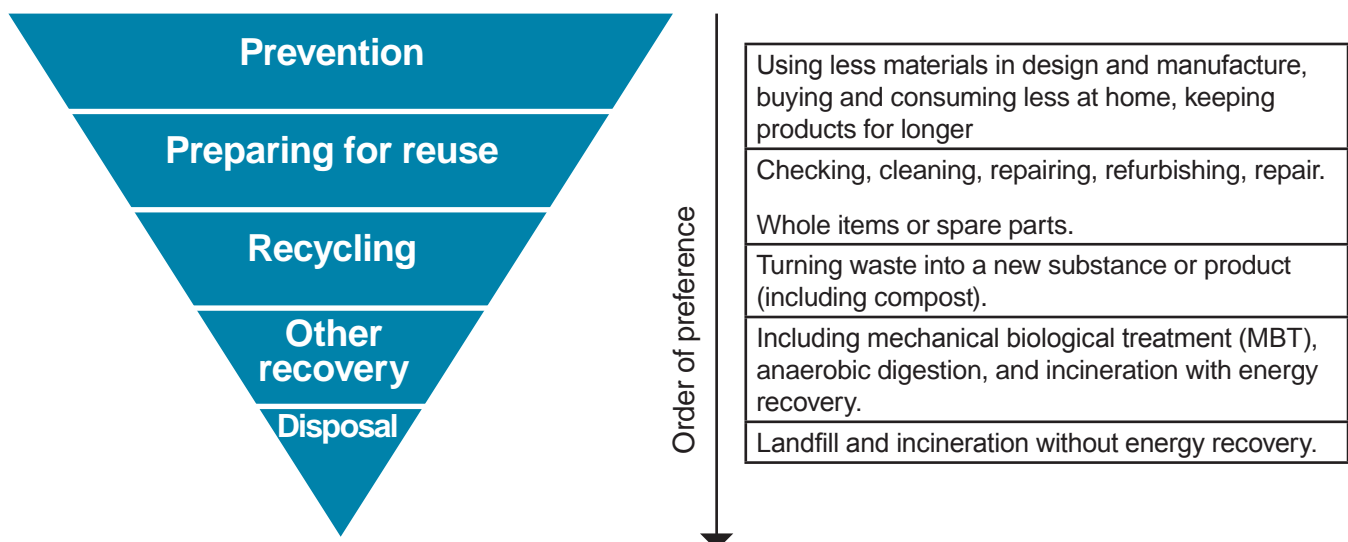 Prevention
Preparing for reuse
Recycling
Other
recovery
Disposal
Order of preference
Using less materials in design and manufacture,
buying and consuming less at home, keeping
products for longer
Checking, cleaning, repairing, refurbishing, repair.
Whole items or spare parts.
Turning waste into a new substance or product
(including compost).
Including mechanical biological treatment (MBT),
anaerobic digestion, and incineration with energy
recovery.
Landfill and incineration without energy recovery.